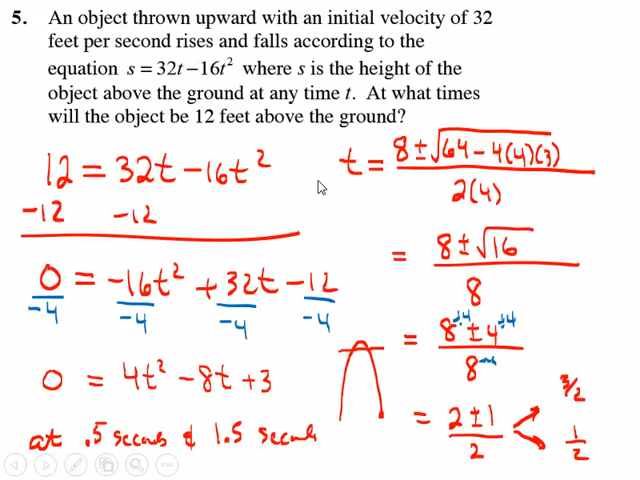 5. An object thrown upward with an initial velocity of 32
feet per second rises and falls according to the
equation s = 32t – 16t² where s is the height of the
object above the ground at any time t. At what times
will the object be 12 feet above the ground?
12 = 32t - 16t²
-12 -12
0 = -16t² + 32t - 12
-4 -4 -4 -4
0 = 4t² - 8t + 3
at .5 seconds & 1.5 seconds
t = 8 ± √64 - 4(4)(3)
2(4)
= 8 ± √16
8
= 8÷4 ± 4÷4
8÷4
= 2 ± 1
2
3/2
1
2